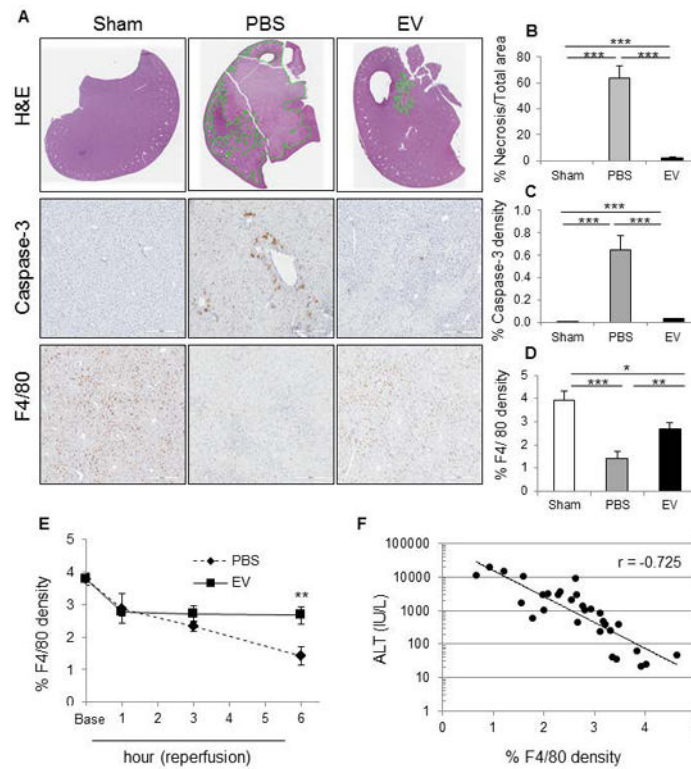 A
Sham
PBS
EV
H&E
Caspase-3
F4/80
B
% Necrosis/Total area
80
60
40
20
0
***
*** ***
Sham PBS EV
C
% Caspase-3 density
1.0
0.8
0.6
0.4
0.2
0.0
***
*** ***
Sham PBS EV
D
% F4/ 80 density
5
4
3
2
1
0
*
*** **
Sham PBS EV
E
% F4/80 density
5
4
3
2
1
0
PBS
EV
**
Base 1 2 3 4 5 6
hour (reperfusion)
F
ALT (IU/L)
100000
10000
1000
100
10
1
r = -0.725
0 1 2 3 4 5
% F4/80 density